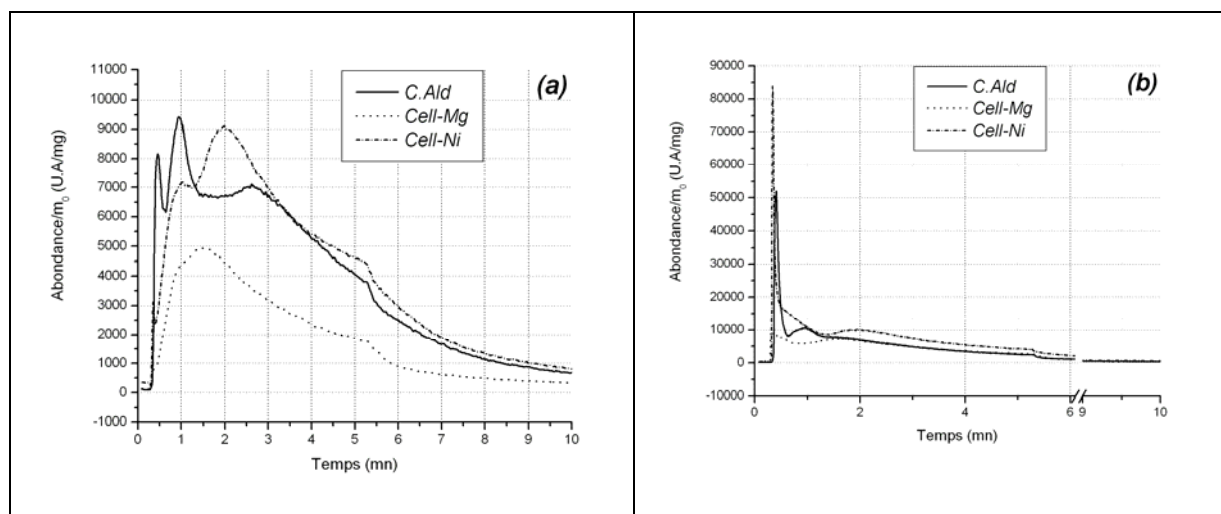 (a)
C.Ald
Cell-Mg
Cell-Ni
Abondance/m0 (U.A/mg)
11000
10000
9000
8000
7000
6000
5000
4000
3000
2000
1000
0
-1000
0 1 2 3 4 5 6 7 8 9 10
Temps (mn)
(b)
C.Ald
Cell-Mg
Cell-Ni
Abondance/m0 (U.A/mg)
90000
80000
70000
60000
50000
40000
30000
20000
10000
0
-10000
0 2 4 6 9 10
Temps (mn)